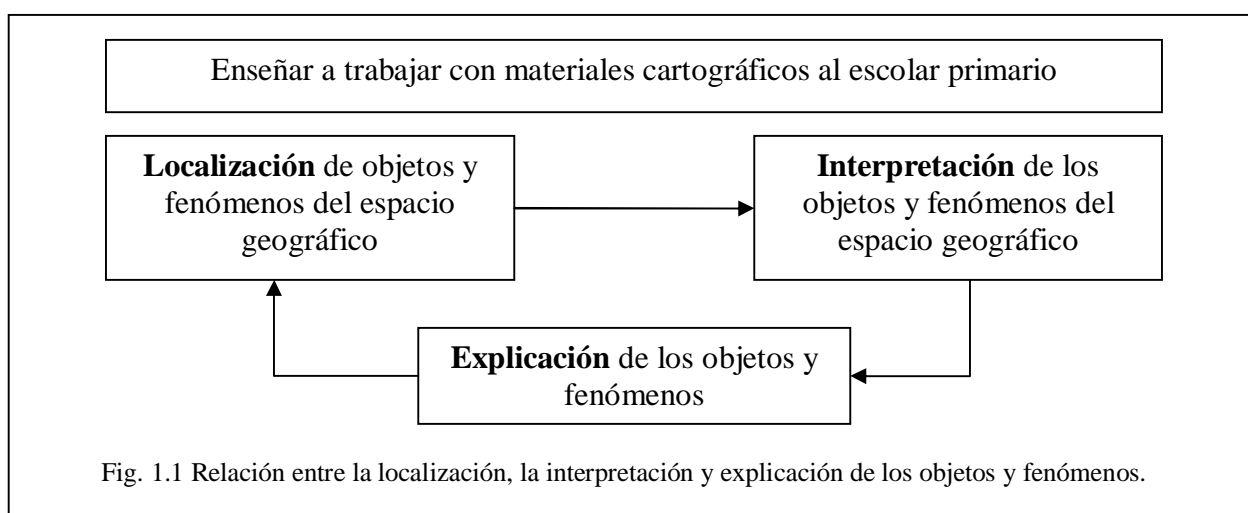 Enseñar a trabajar con materiales cartográficos al escolar primario
Localización de objetos y
fenómenos del espacio
geográfico
Interpretación de los
objetos y fenómenos del
espacio geográfico
Explicación de los objetos y
fenómenos
Fig. 1.1 Relación entre la localización, la interpretación y explicación de los objetos y fenómenos.